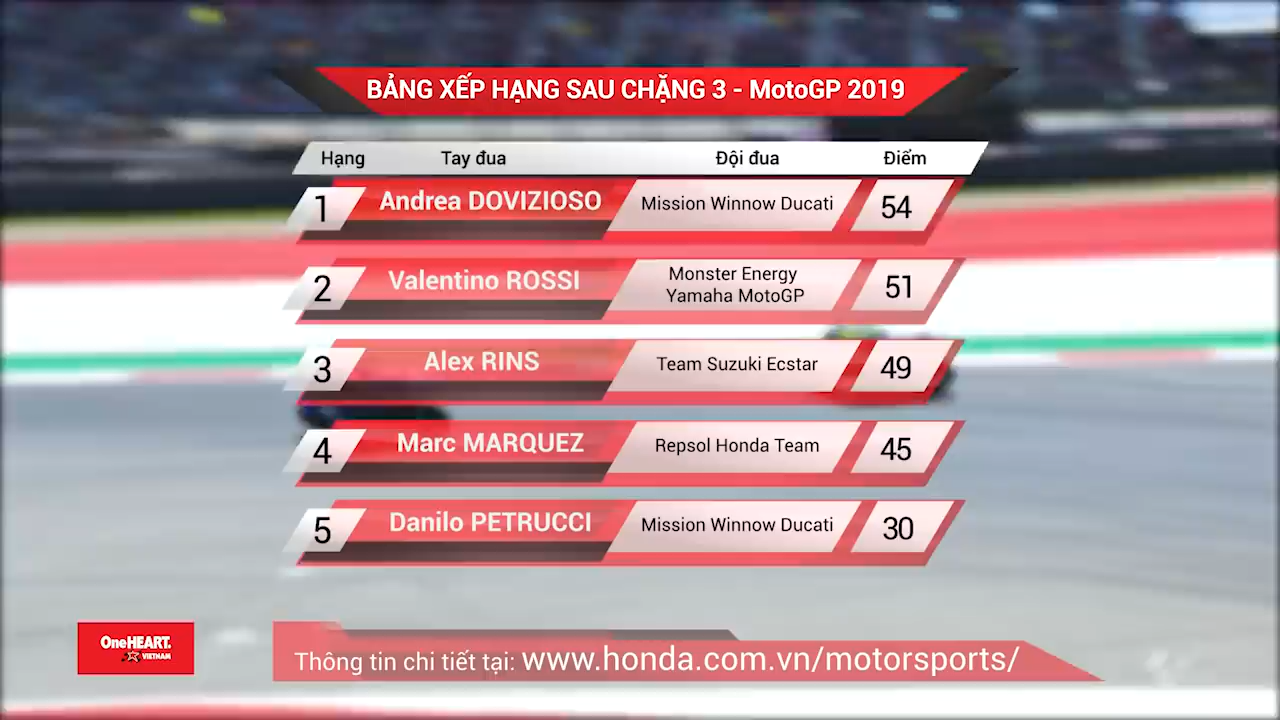 BẢNG XẾP HẠNG SAU CHẶNG 3 - MotoGP 2019
Hạng Tay đua Đội đua Điểm
1 Andrea DOVIZIOSO Mission Winnow Ducati 54
2 Valentino ROSSI Monster Energy Yamaha MotoGP 51
3 Alex RINS Team Suzuki Ecstar 49
4 Marc MARQUEZ Repsol Honda Team 45
5 Danilo PETRUCCI Mission Winnow Ducati 30
OneHEART.
VIETNAM
Thông tin chi tiết tại: www.honda.com.vn/motorsports/